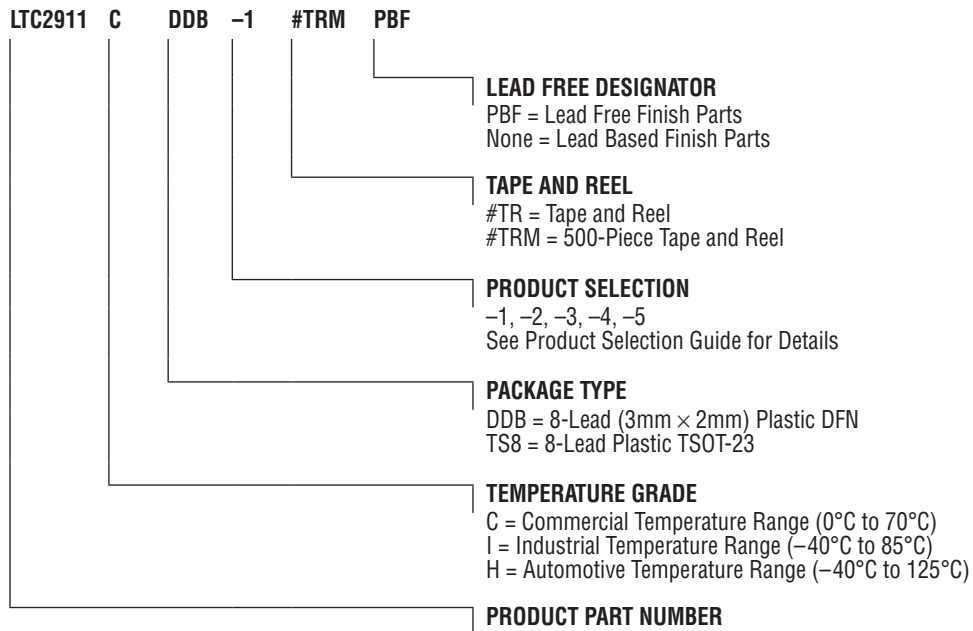 LTC2911 C DDB –1 #TRM PBF
LEAD FREE DESIGNATOR
PBF = Lead Free Finish Parts
None = Lead Based Finish Parts
TAPE AND REEL
#TR = Tape and Reel
#TRM = 500-Piece Tape and Reel
PRODUCT SELECTION
–1, –2, –3, –4, –5
See Product Selection Guide for Details
PACKAGE TYPE
DDB = 8-Lead (3mm × 2mm) Plastic DFN
TS8 = 8-Lead Plastic TSOT-23
TEMPERATURE GRADE
C = Commercial Temperature Range (0°C to 70°C)
I = Industrial Temperature Range (–40°C to 85°C)
H = Automotive Temperature Range (–40°C to 125°C)
PRODUCT PART NUMBER